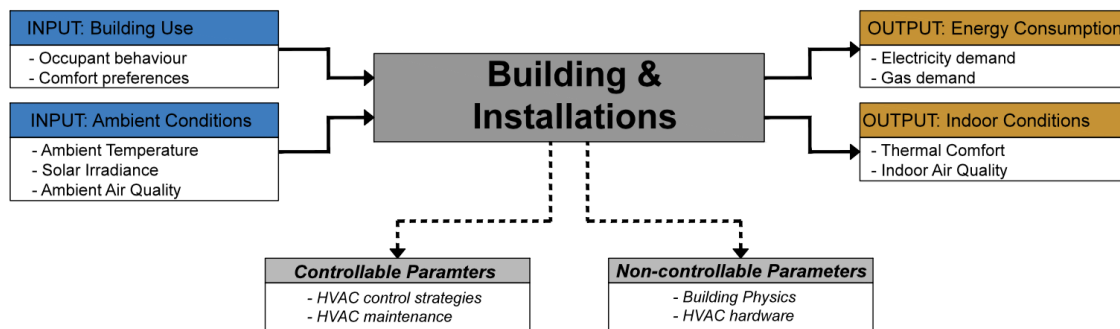 INPUT: Building Use
- Occupant behaviour
- Comfort preferences
INPUT: Ambient Conditions
- Ambient Temperature
- Solar Irradiance
- Ambient Air Quality
Building &
Installations
OUTPUT: Energy Consumption
- Electricity demand
- Gas demand
OUTPUT: Indoor Conditions
- Thermal Comfort
- Indoor Air Quality
Controllable Paramters
- HVAC control strategies
- HVAC maintenance
Non-controllable Parameters
- Building Physics
- HVAC hardware